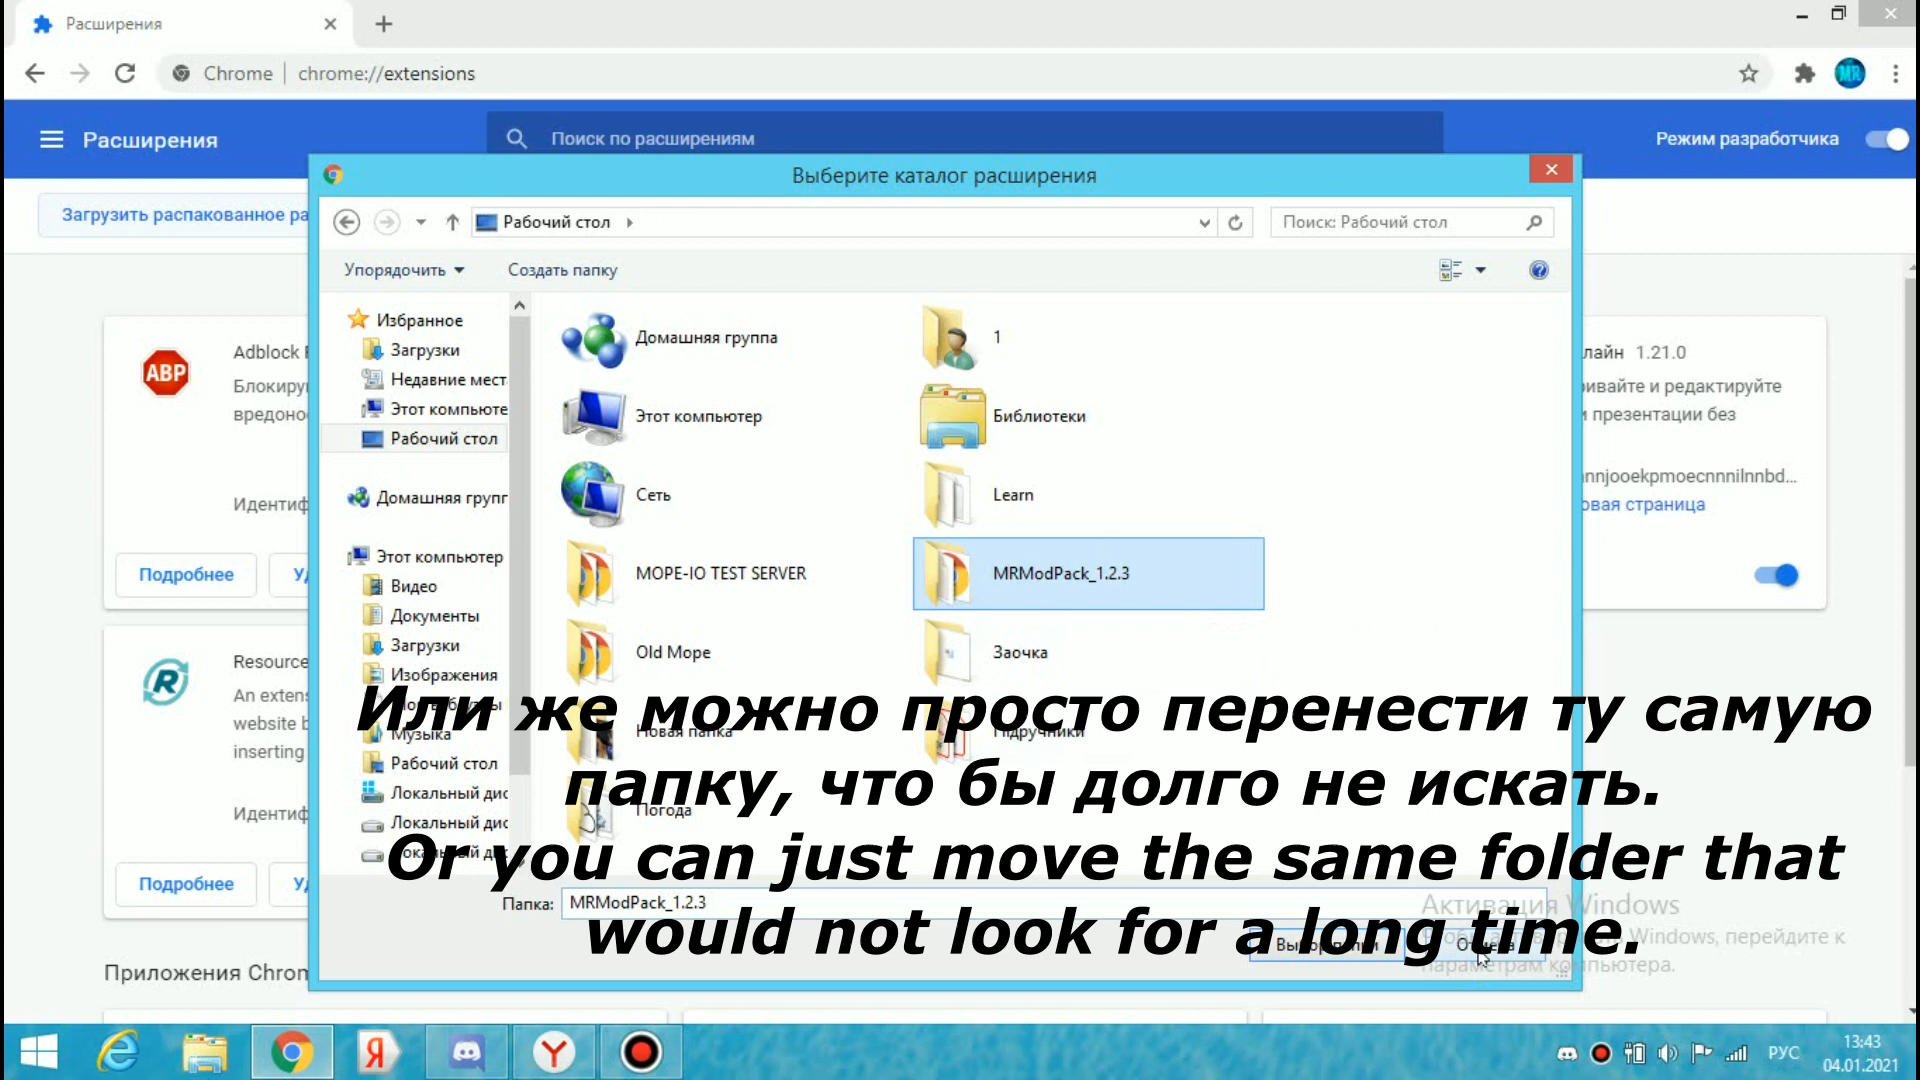 Расширения
Chrome
chrome://extensions
Расширения
Поиск по расширениям
Режим разработчика
Загрузить распакованное ра
Выберите каталог расширения
Рабочий стол
Поиск: Рабочий стол
Упорядочить
Создать папку
Избранное
Загрузки
Недавние мест
Этот компьюте
Рабочий стол
Домашняя групп
Этот компьютер
Видео
Документы
Загрузки
Изображения
Музыка
Рабочий стол
Локальный дис
Локальный дис
Домашняя группа
1
Этот компьютер
Библиотеки
Сеть
Learn
MOPE-IO TEST SERVER
MRModPack_1.2.3
Old Mope
Заочка
Новая папка
Підручники
Погода
Папка:
MRModPack_1.2.3
Adblock
Блокиру
вредоно
Идентиф
Подробнее
ABP
Resource
An exten
website b
inserting
Идентиф
Подробнее
Приложения Chrom
лайн 1.21.0
ивайте и редактируйте
презентации без
nnjooekpmoecnnnilnnbd...
овая страница
Или же можно просто перенести ту самую
папку, что бы долго не искать.
Or you can just move the same folder that
would not look for a long time.
Активация Windows
Windows, перейдите к
параметрам компьютера.
РУС
13:43
04.01.2021